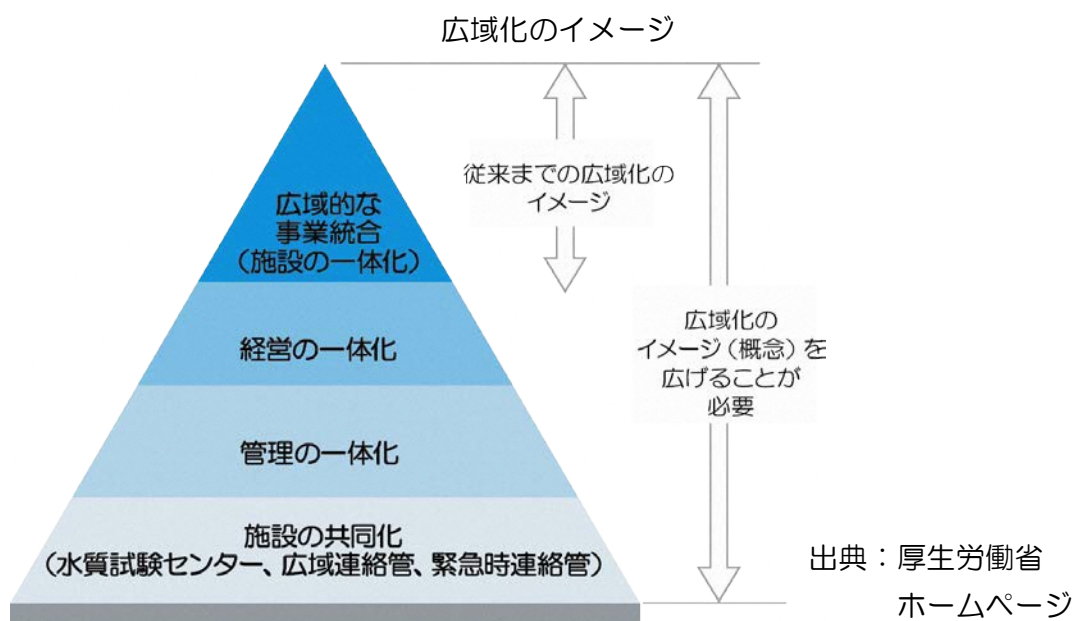 広域化のイメージ
従来までの広域化の
イメージ
広域的な
事業統合
（施設の一体化）
広域化の
イメージ（概念）を
広げることが
必要
経営の一体化
管理の一体化
施設の共同化
（水質試験センター、広域連絡管、緊急時連絡管）
出典：厚生労働省
ホームページ